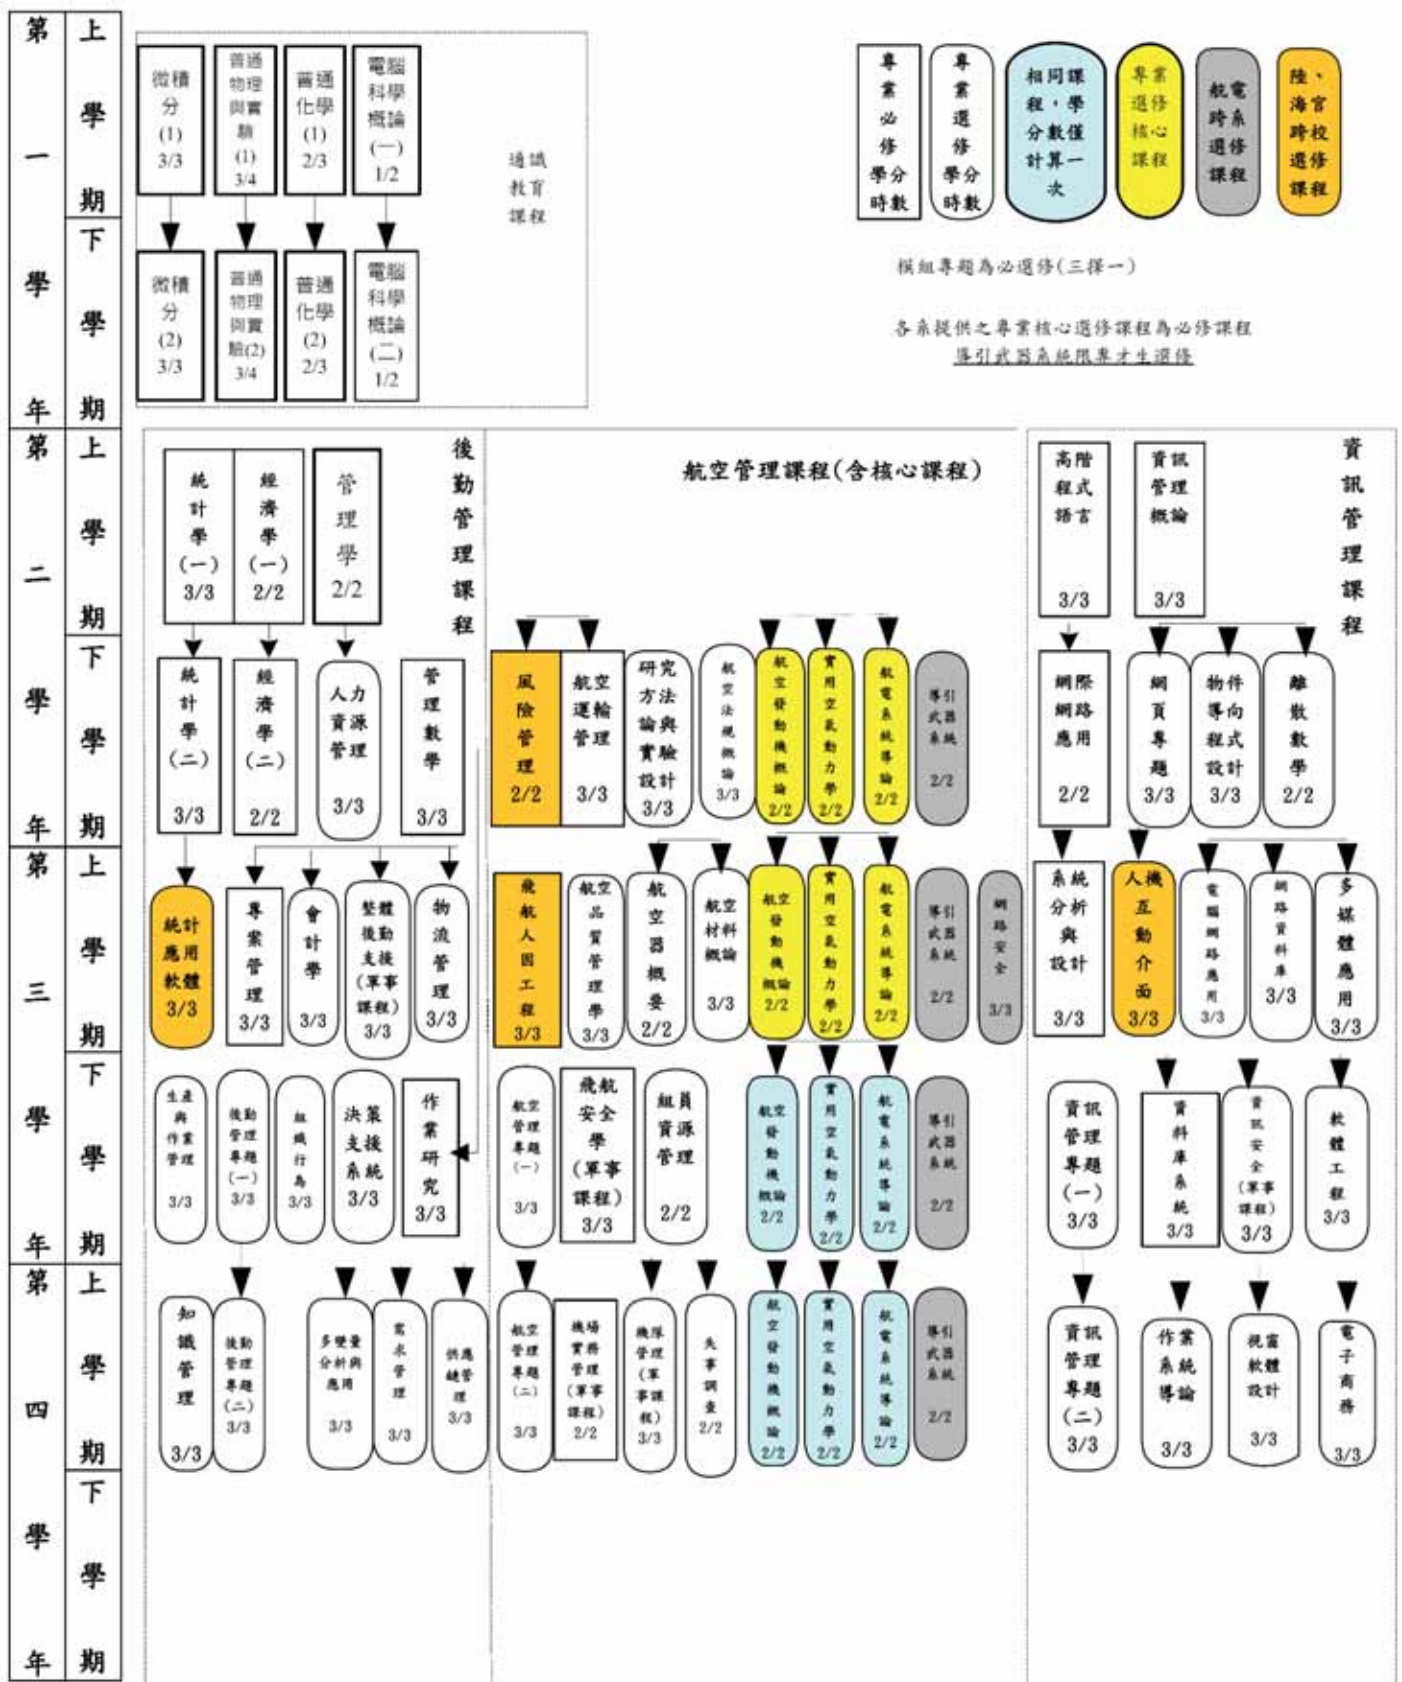 第一學年
上學期
下學期
微積
分
(1)
3/3
普通
物理
與實
驗
(1)
3/4
普通
化學
(1)
2/3
電腦
科學
概論
(一)
1/2
通識
教育
課程
微積
分
(2)
3/3
普通
物理
與實
驗(2)
3/4
普通
化學
(2)
2/3
電腦
科學
概論
(二)
1/2
專業必修
學分
時數
專業選修
學分
時數
相同課
程，學
分數僅
計算一
次
專業
選修
核心
課程
航電
跨系
選修
課程
陸、
海官
跨校
選修
課程
模組專題為必選修(三擇一)
各系提供之專業核心選修課程為必修課程
導引武器系統限專才生選修
第二學年
上學期
下學期
後勤管理課程
統計學
(一)
3/3
經濟學
(一)
2/2
管理學
2/2
航空管理課程(含核心課程)
高階
程式
語言
3/3
資訊
管理
概論
3/3
資訊管理課程
統計學
(二)
3/3
經濟學
(二)
2/2
人力
資源
管理
3/3
管理數學
3/3
風險管理
2/2
航空
運輸
管理
3/3
研究
方法
論與
實驗
設計
3/3
航空法規概論
3/3
航空發動機概論
2/2
實用空氣動力學
2/2
航電系統導論
2/2
導引
武器
系統
2/2
網際
網路
應用
2/2
網頁專題
3/3
物件
導向
程式
設計
3/3
離散數學
2/2
第三學年
上學期
下學期
統計
應用
軟體
3/3
專案管理
3/3
會計學
3/3
整體
後勤
支援
(軍事
課程)
3/3
物流管理
3/3
飛航人因工程
3/3
航空
品質管理學
3/3
航空器概要
2/2
航空
材料
概論
3/3
航空
發動機
概論
2/2
實用空氣動力學
2/2
航電系統導論
2/2
導引
武器
系統
2/2
網路安全
3/3
系統
分析
與
設計
3/3
人機
互動介面
3/3
電腦網路應用
3/3
網路資料庫
3/3
多媒體應用
3/3
生產
與
作業
管理
3/3
後勤
管理
專題
(一)
3/3
組織行為
3/3
決策
支援
系統
3/3
作業研究
3/3
航空
管理
專題
(一)
3/3
飛航
安全
學
(軍事
課程)
3/3
組員
資源
管理
2/2
航空
發動機
概論
2/2
實用空氣動力學
2/2
航電系統導論
2/2
導引
武器
系統
2/2
資訊
管理
專題
(一)
3/3
資料庫系統
3/3
資訊安全
(軍事
課程)
3/3
軟體工程
3/3
第四學年
上學期
下學期
知識管理
3/3
後勤
管理
專題
(二)
3/3
多變量
分析與
應用
3/3
需求管理
3/3
供應
鏈管
理
3/3
航空
管理
專題
(二)
3/3
機場
實務
管理
(軍事
課程)
2/2
機隊
管理
(軍
事課
程)
3/3
失事調查
2/2
航空發動機概論
2/2
實用空氣動力學
2/2
航電系統導論
2/2
導引
武器
系統
2/2
資訊
管理
專題
(二)
3/3
作業
系統
導論
3/3
視窗
軟體
設計
3/3
電子商務
3/3